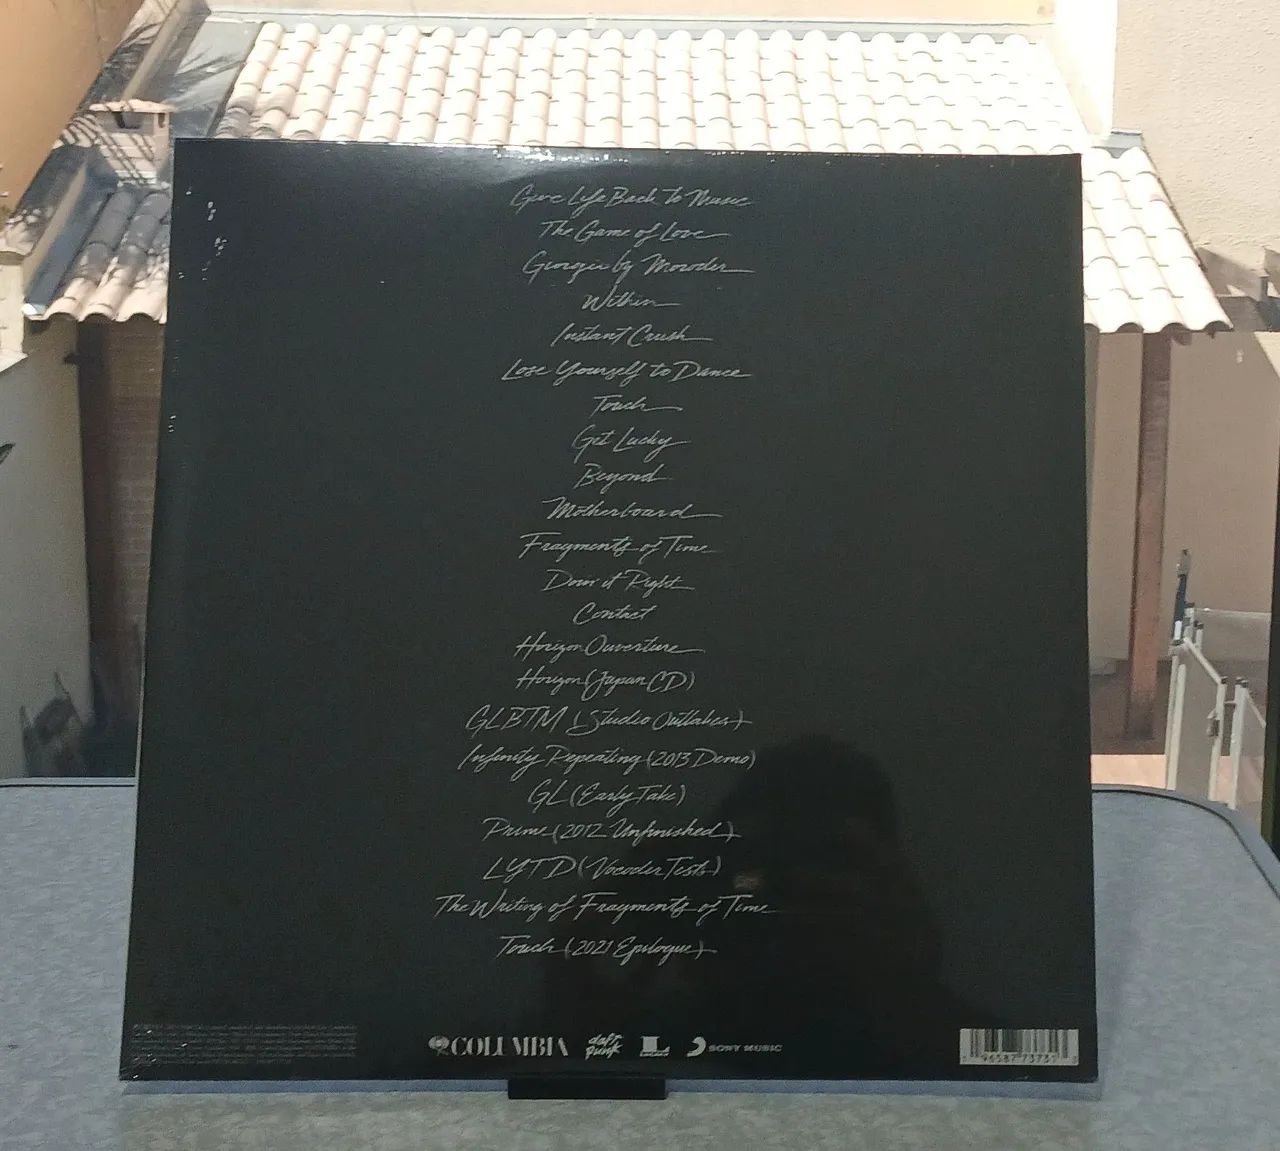 Give Life Back to Music
The Game of Love
Giorgio by Moroder
Within
Instant Crush
Lose Yourself to Dance
Touch
Get Lucky
Beyond
Motherboard
Fragments of Time
Doin' it Right
Contact
Horizon Ouverture
Horizon (Japan CD)
GLBTM (Studio Outtakes)
Infinity Repeating (2013 Demo)
GL (Early Take)
Prime (2012 Unfinished)
LYTD (Vocoder Tests)
The Writing of Fragments of Time
Touch (2021 Epilogue)
COLUMBIA daft punk SONY MUSIC